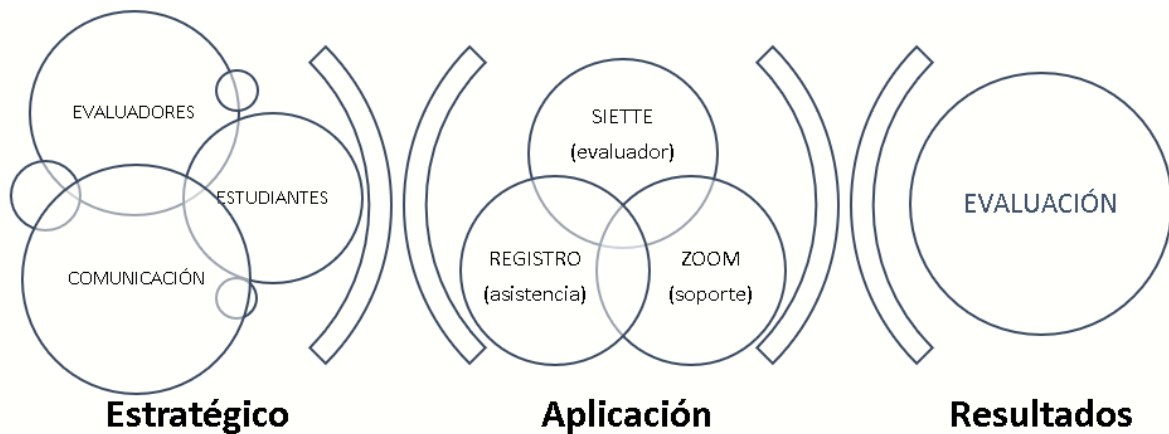 EVALUADORES
ESTUDIANTES
COMUNICACIÓN
Estratégico
SIETTE
(evaluador)
REGISTRO
(asistencia)
ZOOM
(soporte)
Aplicación
EVALUACIÓN
Resultados